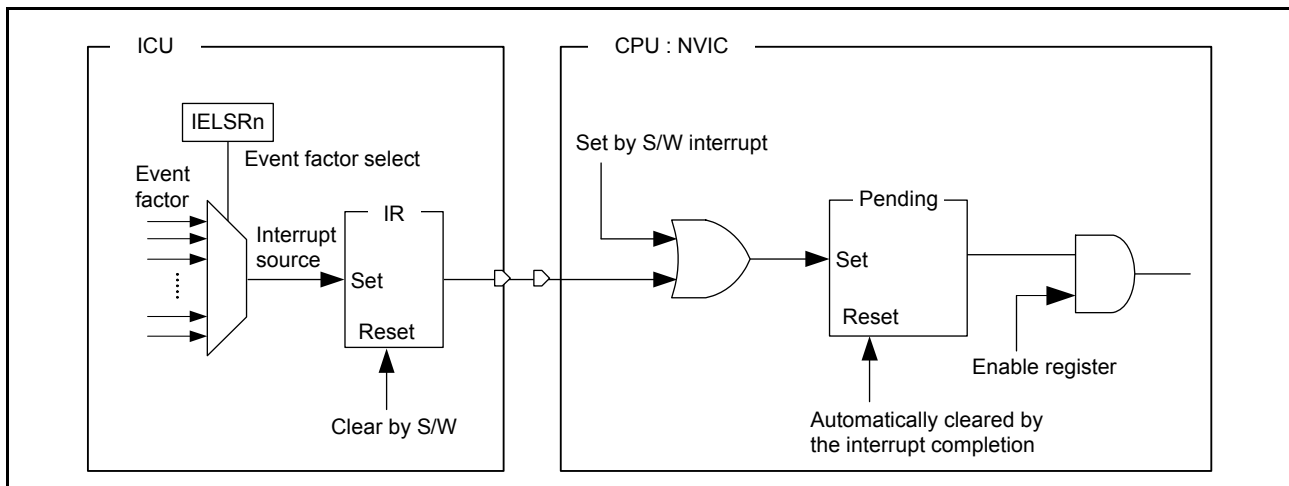 ICU
CPU : NVIC
IELSRn
Event factor select
Event
factor
Interrupt
source
IR
Set
Reset
Clear by S/W
Set by S/W interrupt
Pending
Set
Reset
Enable register
Automatically cleared by
the interrupt completion